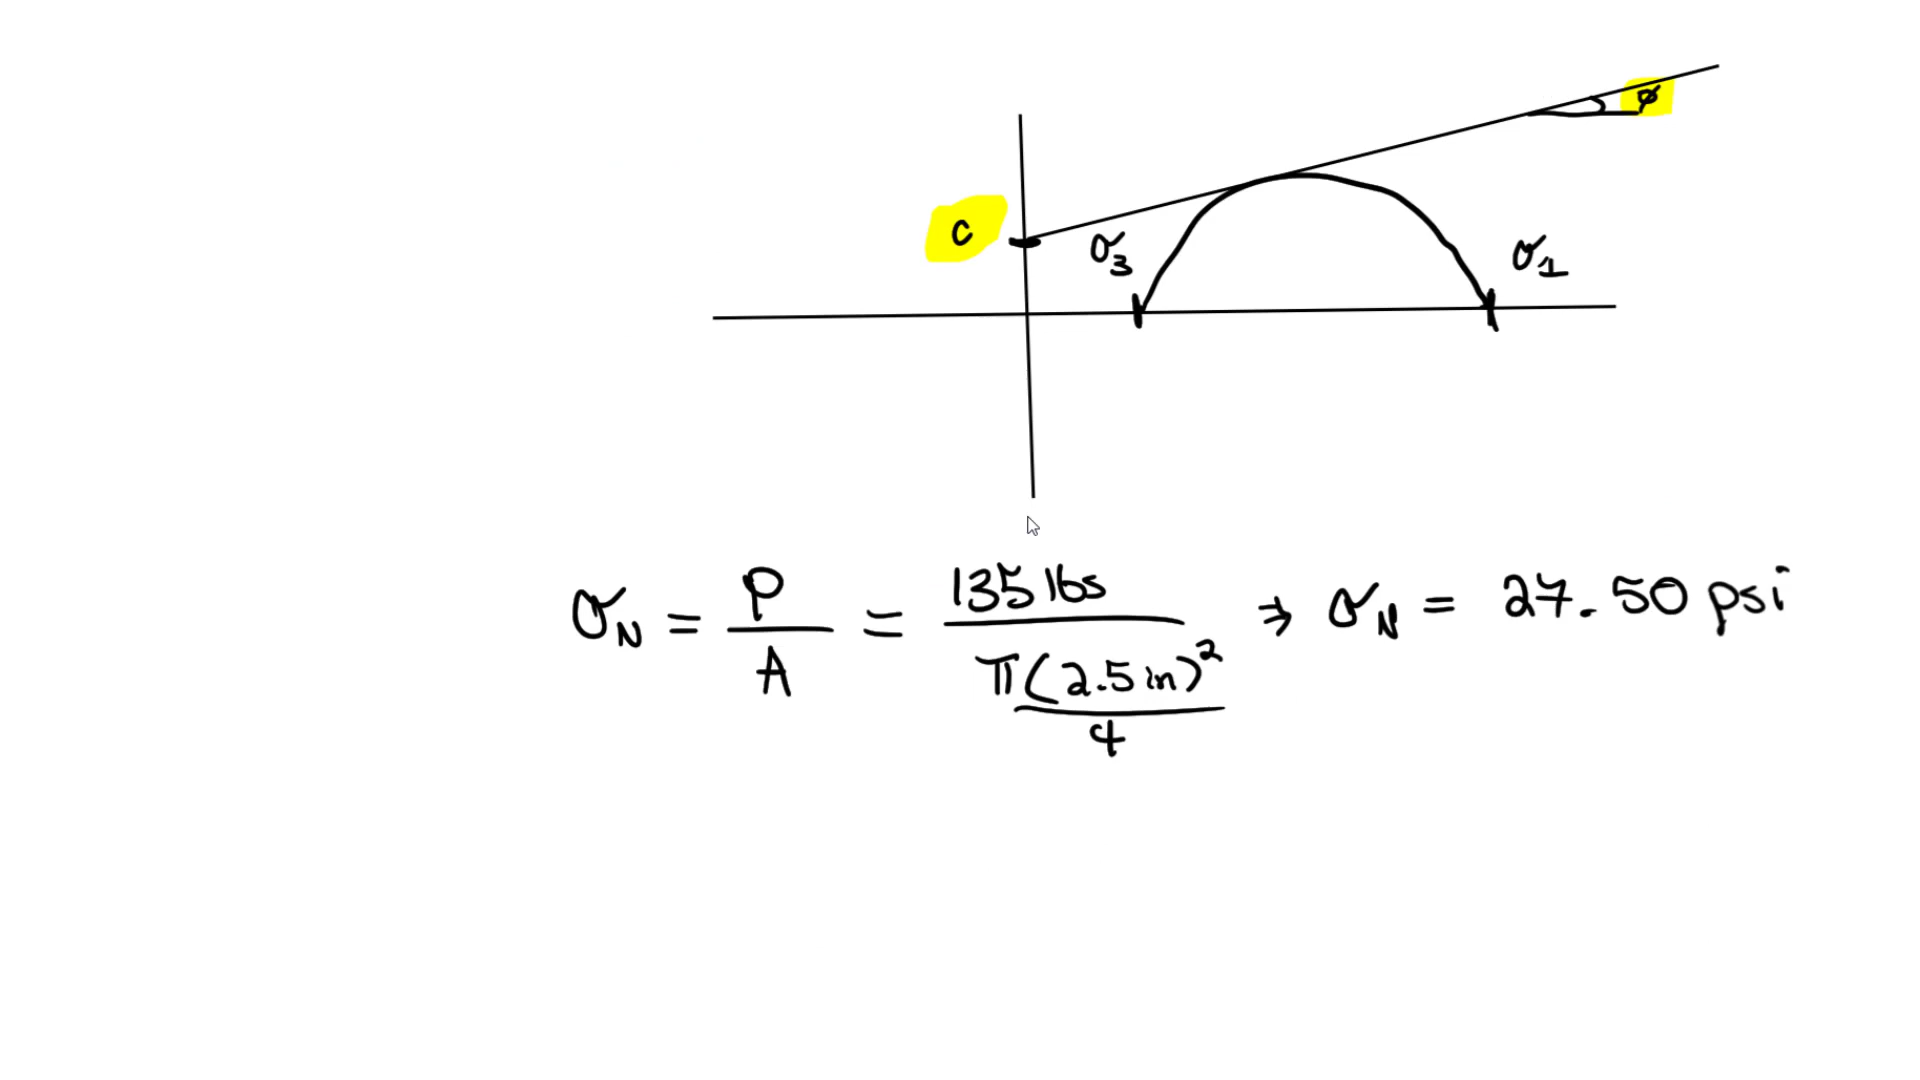 ø
C
σ3
σ1
σN = P/A = 135 lbs / (π(2.5 in)²/4) ⇒ σN = 27.50 psi